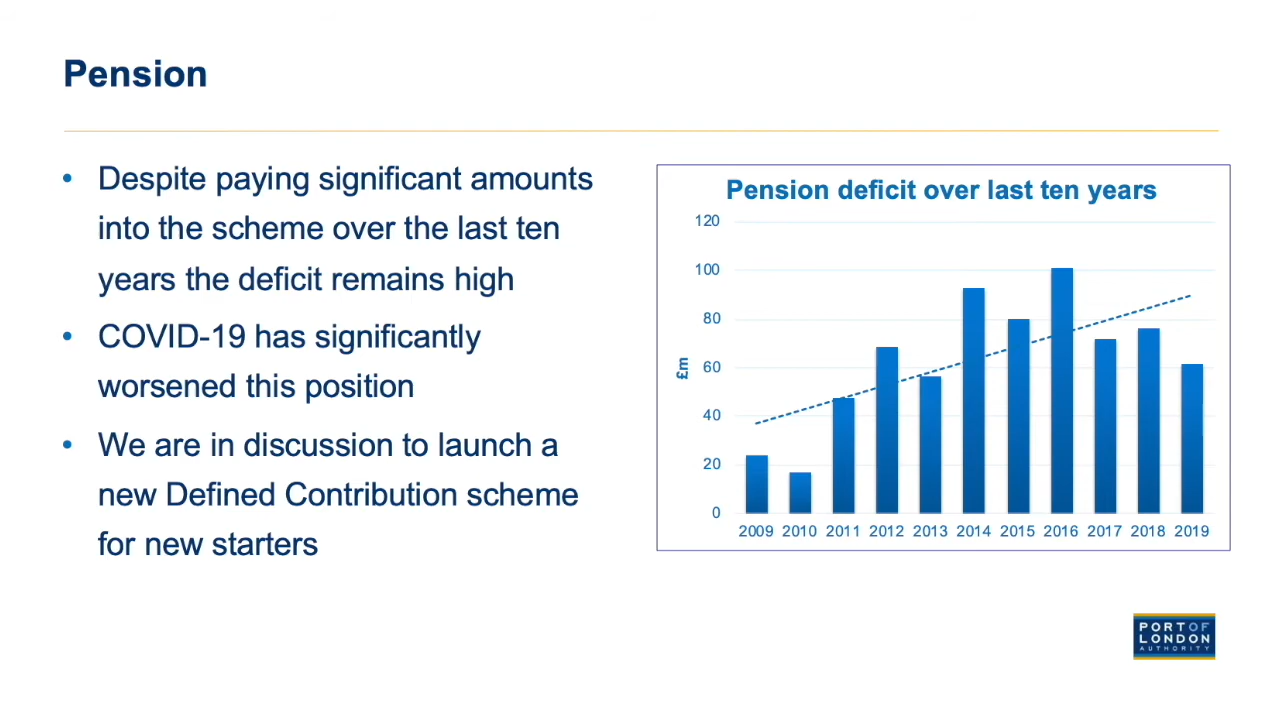 Pension
• Despite paying significant amounts
into the scheme over the last ten
years the deficit remains high
• COVID-19 has significantly
worsened this position
• We are in discussion to launch a
new Defined Contribution scheme
for new starters
Pension deficit over last ten years
120
100
80
60
40
20
0
£m
2009 2010 2011 2012 2013 2014 2015 2016 2017 2018 2019
PORT OF
LONDON
AUTHORITY